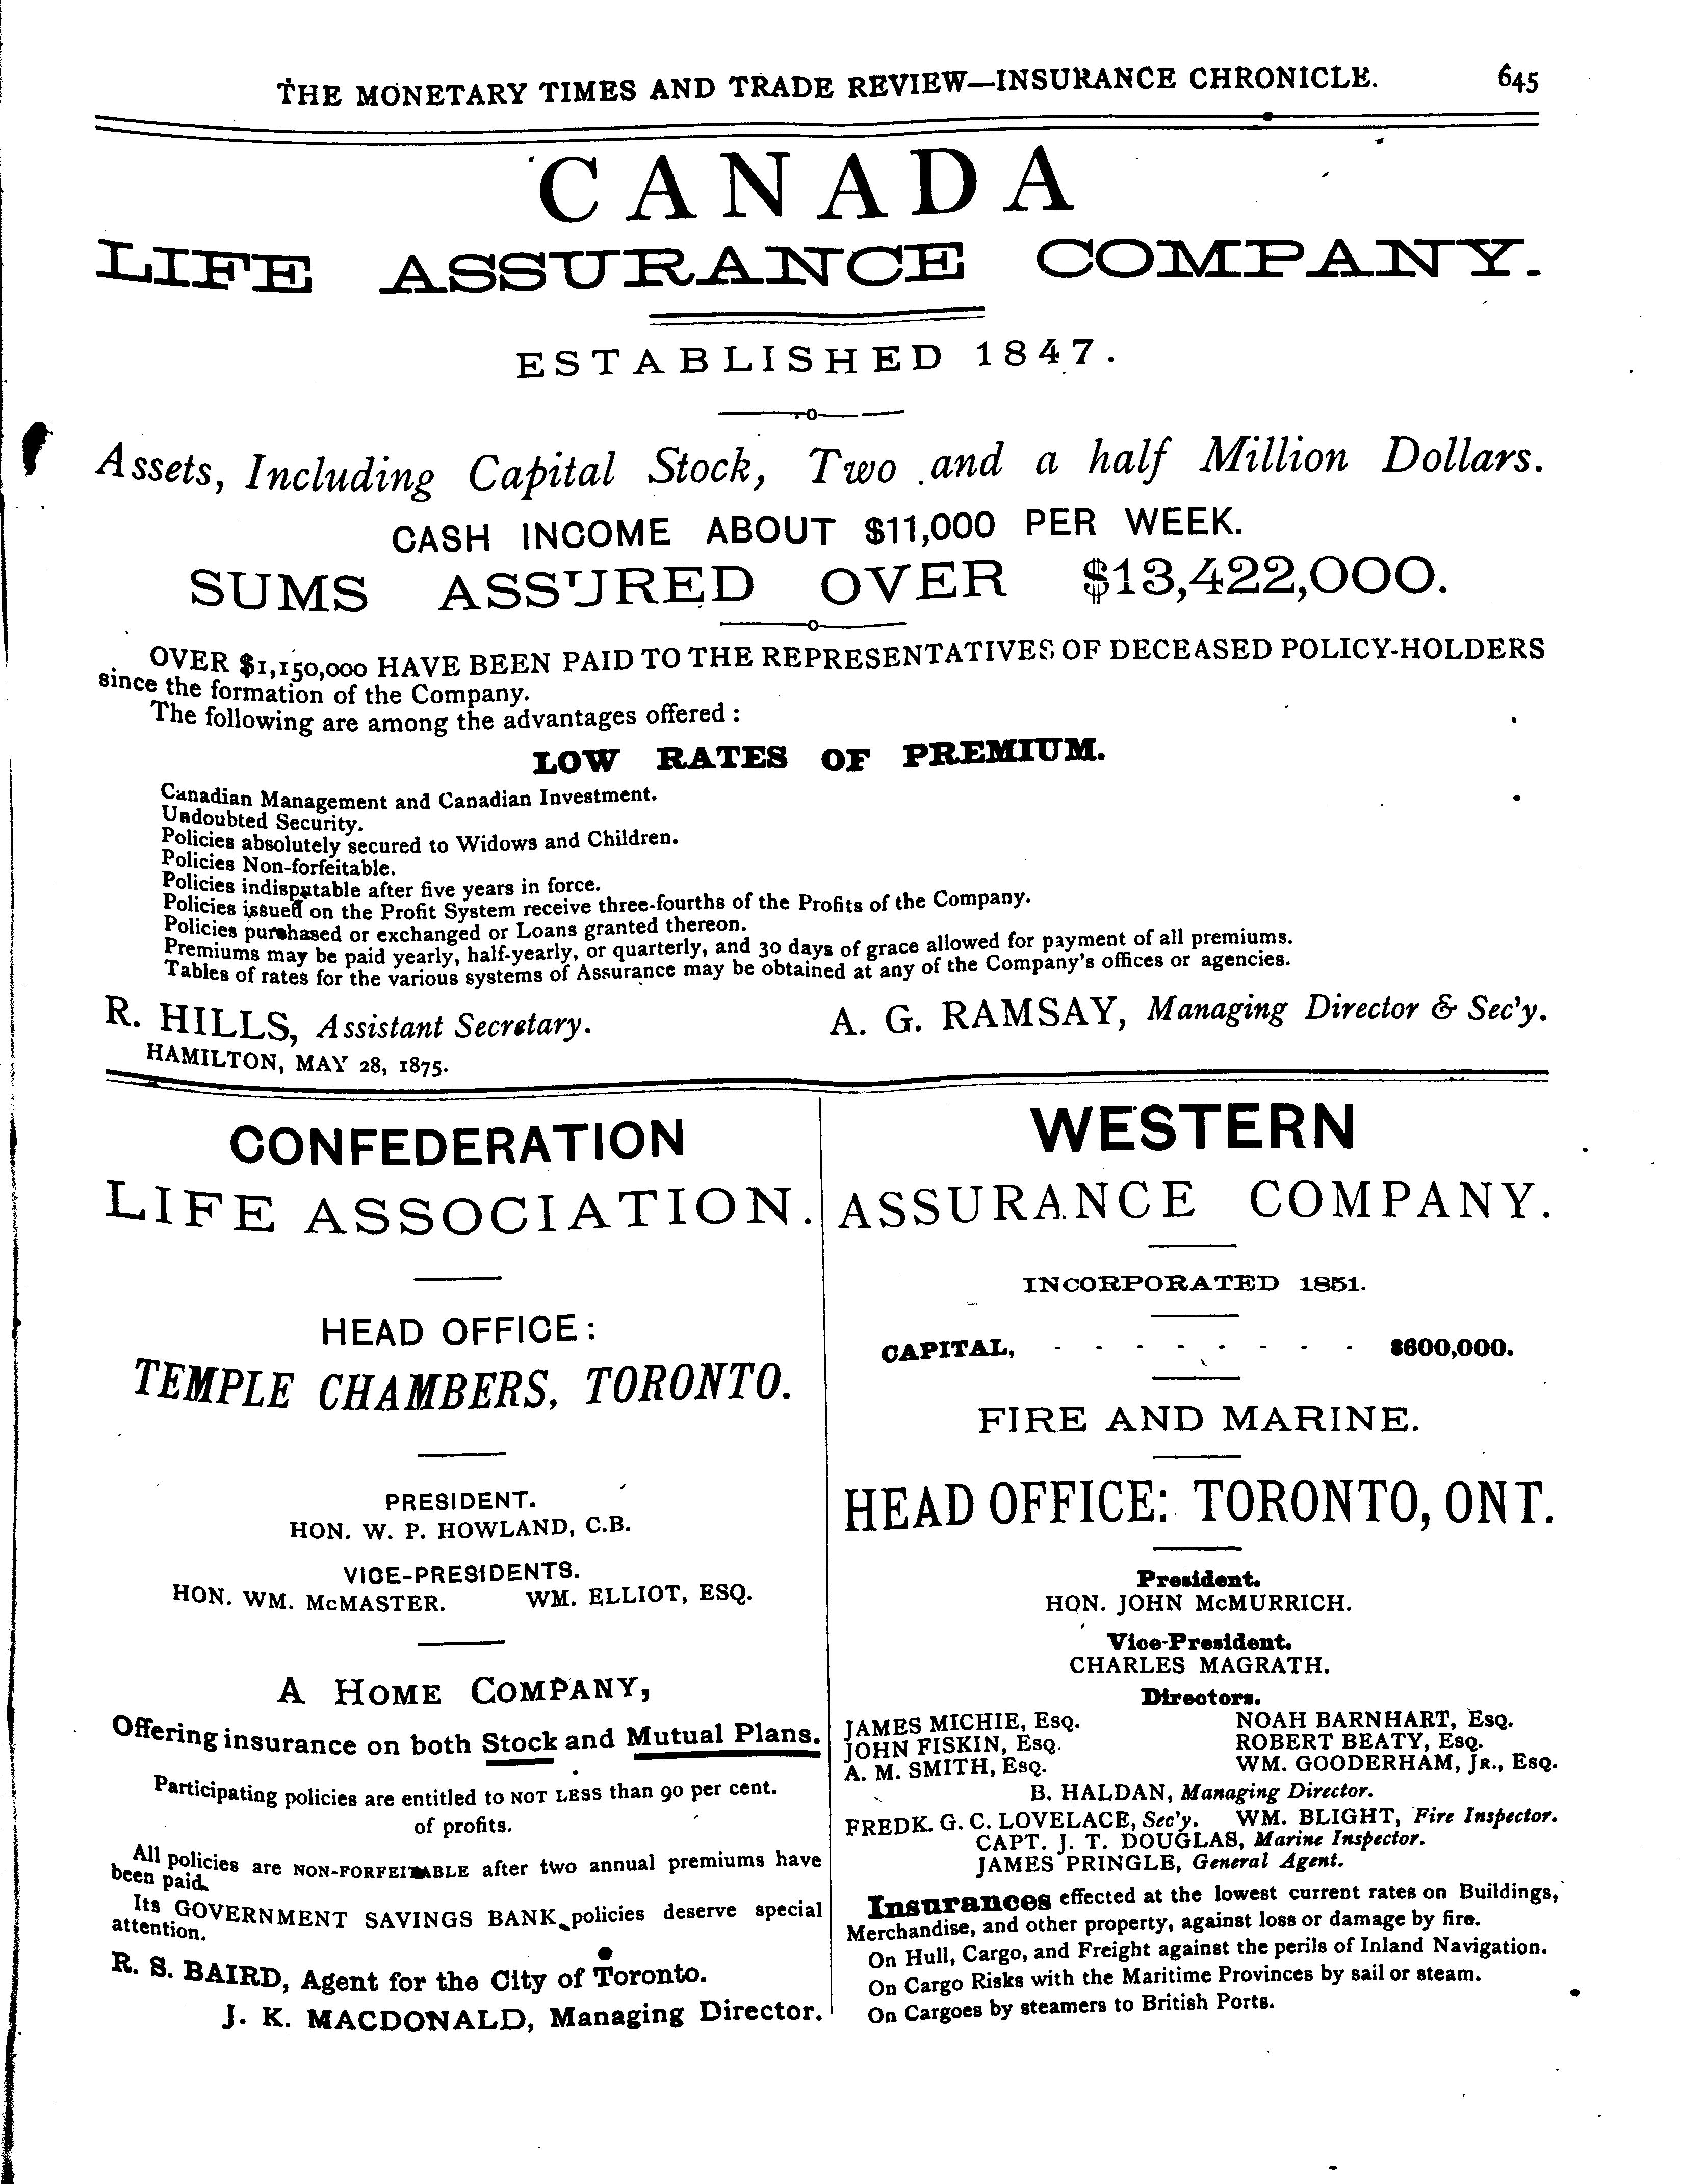 THE MONETARY TIMES AND TRADE REVIEW—INSURANCE CHRONICLE. 645
CANADA
LIFE ASSURANCE COMPANY.
ESTABLISHED 1847.
Assets, Including Capital Stock, Two and a half Million Dollars.
CASH INCOME ABOUT $11,000 PER WEEK.
SUMS ASSURED OVER $13,422,000.
OVER $1,150,000 HAVE BEEN PAID TO THE REPRESENTATIVES OF DECEASED POLICY-HOLDERS
since the formation of the Company.
The following are among the advantages offered :
LOW RATES OF PREMIUM.
Canadian Management and Canadian Investment.
Undoubted Security.
Policies absolutely secured to Widows and Children.
Policies Non-forfeitable.
Policies indisputable after five years in force.
Policies issued on the Profit System receive three-fourths of the Profits of the Company.
Policies purchased or exchanged or Loans granted thereon.
Premiums may be paid yearly, half-yearly, or quarterly, and 30 days of grace allowed for payment of all premiums.
Tables of rates for the various systems of Assurance may be obtained at any of the Company's offices or agencies.
R. HILLS, Assistant Secretary. A. G. RAMSAY, Managing Director & Sec'y.
HAMILTON, MAY 28, 1875.
CONFEDERATION
LIFE ASSOCIATION.
HEAD OFFICE:
TEMPLE CHAMBERS, TORONTO.
PRESIDENT.
HON. W. P. HOWLAND, C.B.
VICE-PRESIDENTS.
HON. WM. McMASTER. WM. ELLIOT, ESQ.
A HOME COMPANY,
Offering insurance on both Stock and Mutual Plans.
Participating policies are entitled to NOT LESS than 90 per cent.
of profits.
All policies are NON-FORFEITABLE after two annual premiums have
been paid.
Its GOVERNMENT SAVINGS BANK policies deserve special
attention.
R. S. BAIRD, Agent for the City of Toronto.
J. K. MACDONALD, Managing Director.
WESTERN
ASSURANCE COMPANY.
INCORPORATED 1851.
CAPITAL, - - - - - - - - $600,000.
FIRE AND MARINE.
HEAD OFFICE: TORONTO, ONT.
President.
HON. JOHN McMURRICH.
Vice-President.
CHARLES MAGRATH.
Directors.
JAMES MICHIE, Esq. NOAH BARNHART, Esq.
JOHN FISKIN, Esq. ROBERT BEATY, Esq.
A. M. SMITH, Esq. WM. GOODERHAM, Jr., Esq.
B. HALDAN, Managing Director.
FREDK. G. C. LOVELACE, Sec'y. WM. BLIGHT, Fire Inspector.
CAPT. J. T. DOUGLAS, Marine Inspector.
JAMES PRINGLE, General Agent.
Insurances effected at the lowest current rates on Buildings,
Merchandise, and other property, against loss or damage by fire.
On Hull, Cargo, and Freight against the perils of Inland Navigation.
On Cargo Risks with the Maritime Provinces by sail or steam.
On Cargoes by steamers to British Ports.